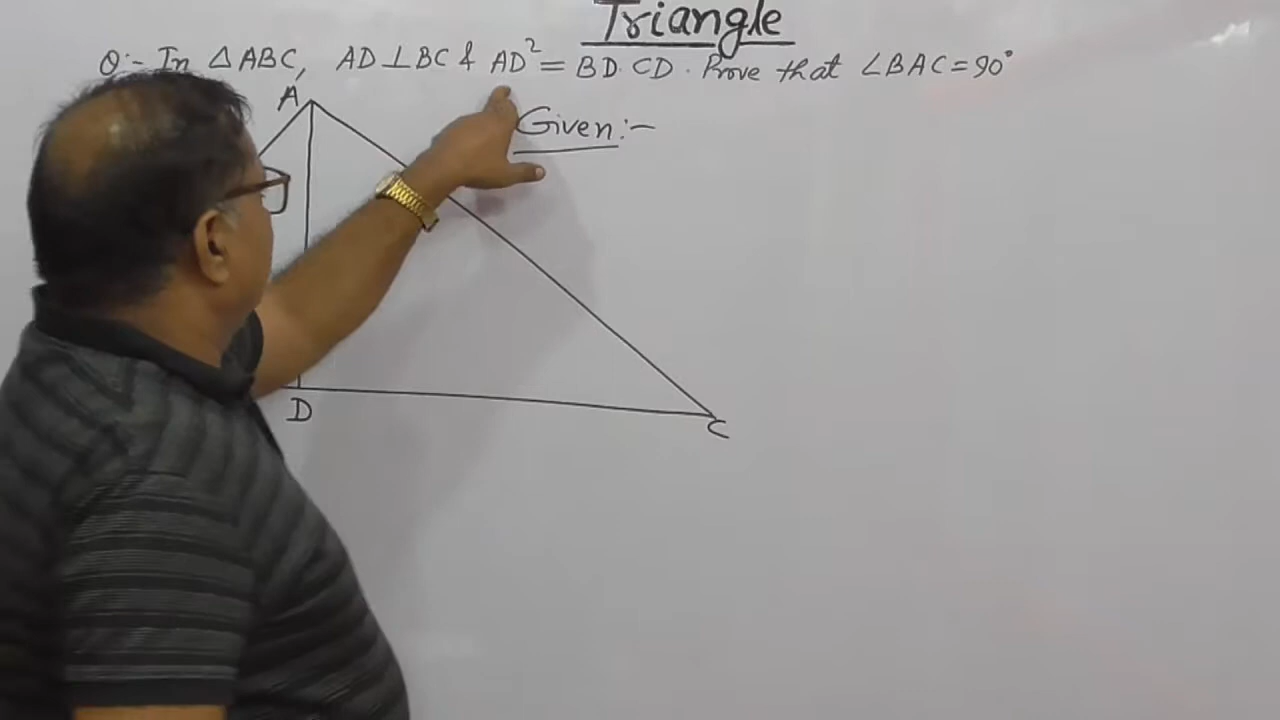 Triangle
Q:- In △ABC, AD⊥BC & AD² = BD·CD. Prove that ∠BAC=90°
A
Given:-
D
C